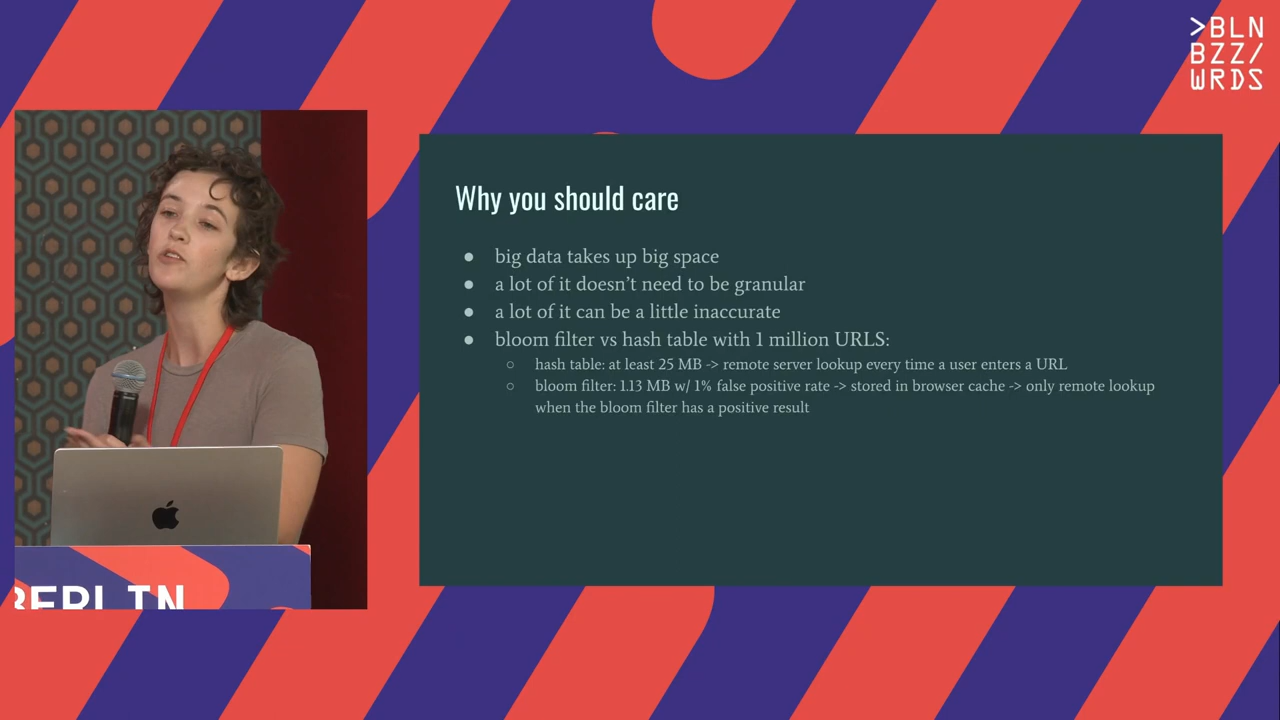 >BLN
BZZ/
WRDS
Why you should care
● big data takes up big space
● a lot of it doesn’t need to be granular
● a lot of it can be a little inaccurate
● bloom filter vs hash table with 1 million URLS:
○ hash table: at least 25 MB -> remote server lookup every time a user enters a URL
○ bloom filter: 1.13 MB w/ 1% false positive rate -> stored in browser cache -> only remote lookup
when the bloom filter has a positive result
BERLIN